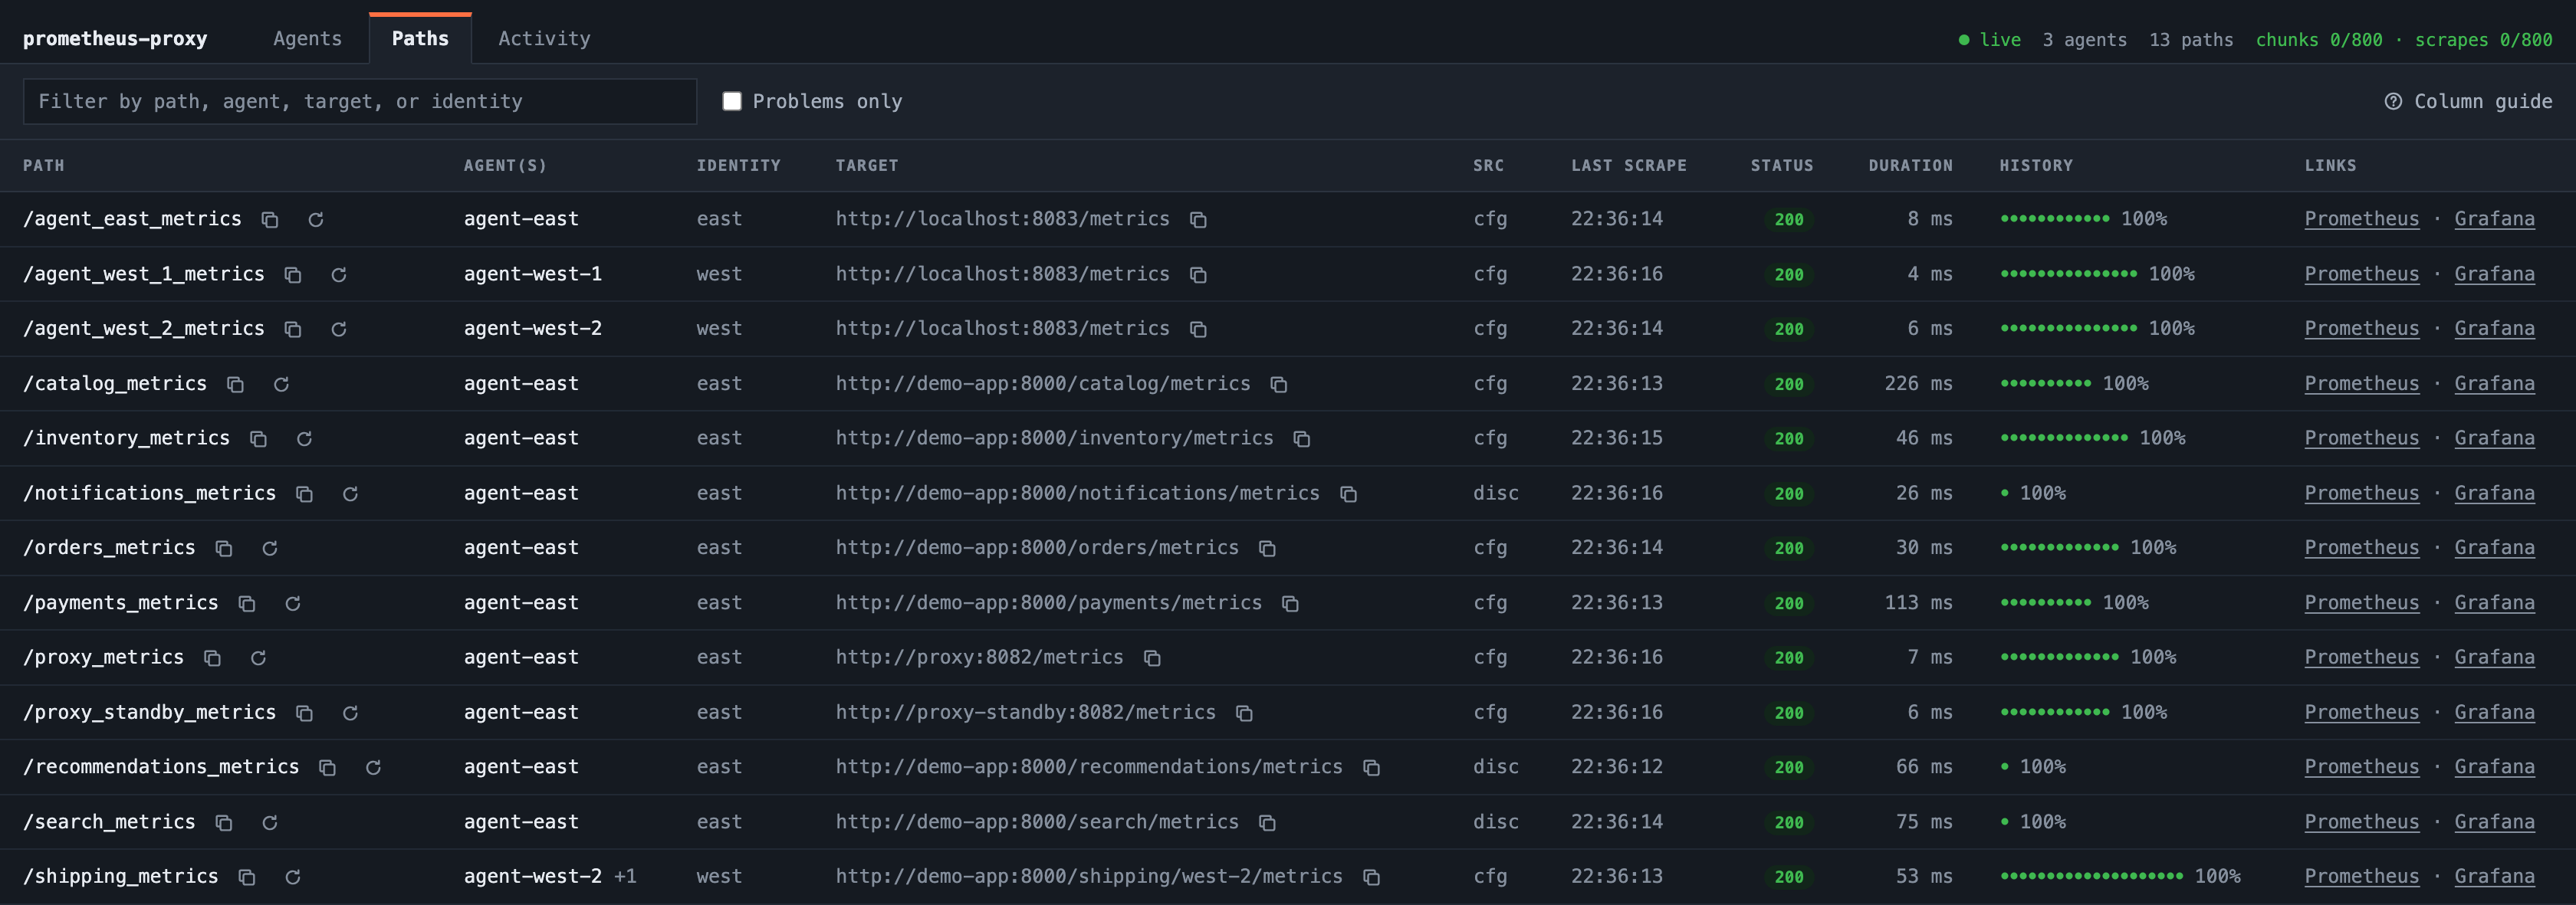 prometheus-proxy Agents Paths Activity live 3 agents 13 paths chunks 0/800 · scrapes 0/800
Filter by path, agent, target, or identity Problems only Column guide
PATH AGENT(S) IDENTITY TARGET SRC LAST SCRAPE STATUS DURATION HISTORY LINKS
/agent_east_metrics agent-east east http://localhost:8083/metrics cfg 22:36:14 200 8 ms 100% Prometheus · Grafana
/agent_west_1_metrics agent-west-1 west http://localhost:8083/metrics cfg 22:36:16 200 4 ms 100% Prometheus · Grafana
/agent_west_2_metrics agent-west-2 west http://localhost:8083/metrics cfg 22:36:14 200 6 ms 100% Prometheus · Grafana
/catalog_metrics agent-east east http://demo-app:8000/catalog/metrics cfg 22:36:13 200 226 ms 100% Prometheus · Grafana
/inventory_metrics agent-east east http://demo-app:8000/inventory/metrics cfg 22:36:15 200 46 ms 100% Prometheus · Grafana
/notifications_metrics agent-east east http://demo-app:8000/notifications/metrics disc 22:36:16 200 26 ms 100% Prometheus · Grafana
/orders_metrics agent-east east http://demo-app:8000/orders/metrics cfg 22:36:14 200 30 ms 100% Prometheus · Grafana
/payments_metrics agent-east east http://demo-app:8000/payments/metrics cfg 22:36:13 200 113 ms 100% Prometheus · Grafana
/proxy_metrics agent-east east http://proxy:8082/metrics cfg 22:36:16 200 7 ms 100% Prometheus · Grafana
/proxy_standby_metrics agent-east east http://proxy-standby:8082/metrics cfg 22:36:16 200 6 ms 100% Prometheus · Grafana
/recommendations_metrics agent-east east http://demo-app:8000/recommendations/metrics disc 22:36:12 200 66 ms 100% Prometheus · Grafana
/search_metrics agent-east east http://demo-app:8000/search/metrics disc 22:36:14 200 75 ms 100% Prometheus · Grafana
/shipping_metrics agent-west-2 +1 west http://demo-app:8000/shipping/west-2/metrics cfg 22:36:13 200 53 ms 100% Prometheus · Grafana